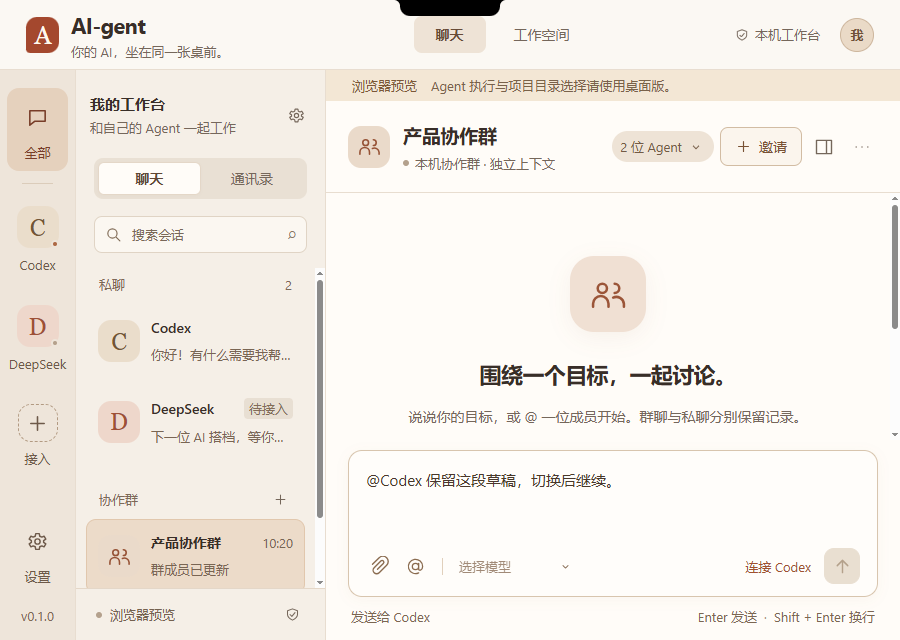 A
AI-gent
你的 AI，坐在同一张桌前。
聊天
工作空间
本机工作台
我
全部
C
Codex
D
DeepSeek
接入
设置
v0.1.0
我的工作台
和自己的 Agent 一起工作
聊天
通讯录
搜索会话
私聊
2
C
Codex
你好！有什么需要我帮...
D
DeepSeek
待接入
下一位 AI 搭档，等你...
协作群
产品协作群
10:20
群成员已更新
浏览器预览
浏览器预览 Agent 执行与项目目录选择请使用桌面版。
产品协作群
本机协作群 · 独立上下文
2 位 Agent
邀请
围绕一个目标，一起讨论。
说说你的目标，或 @ 一位成员开始。群聊与私聊分别保留记录。
@Codex 保留这段草稿，切换后继续。
选择模型
连接 Codex
发送给 Codex
Enter 发送 · Shift + Enter 换行